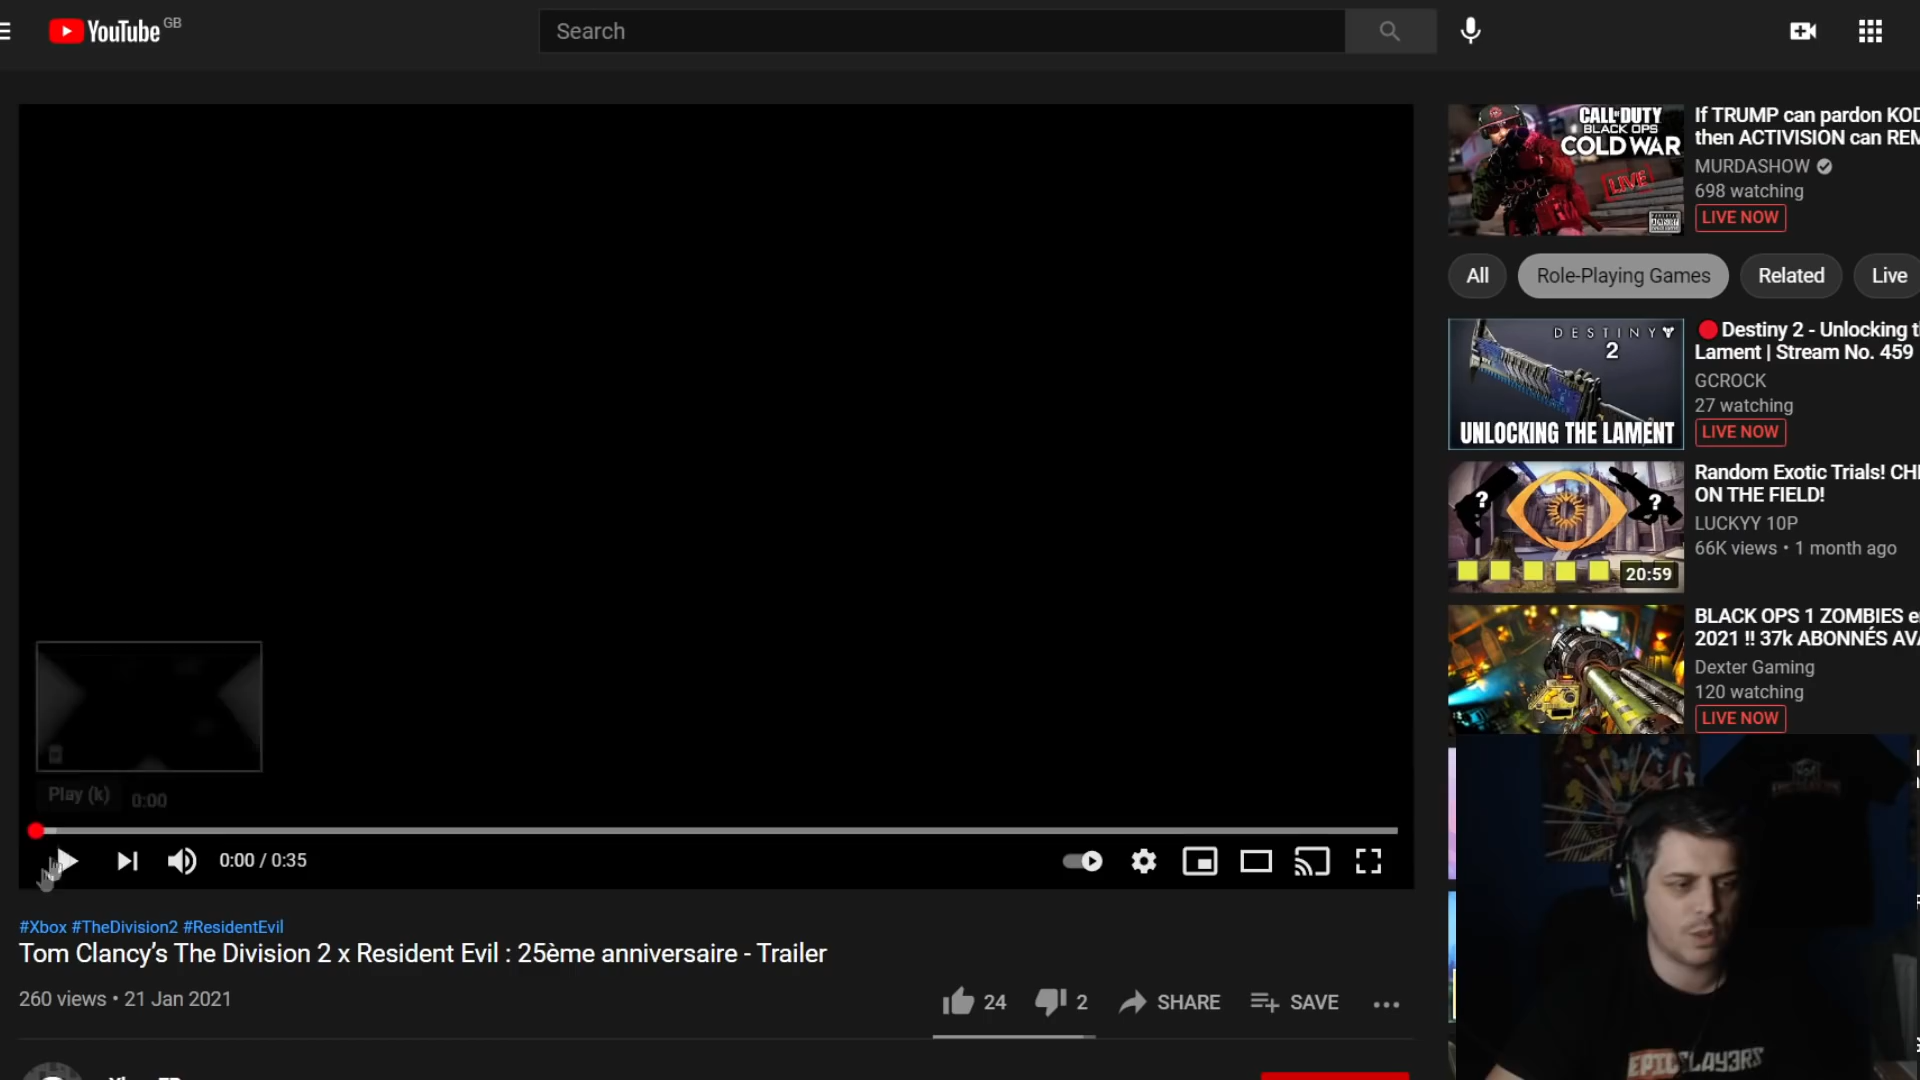 YouTube GB
Search
CALL OF DUTY
BLACK OPS
COLD WAR
LIVE
If TRUMP can pardon KOD
then ACTIVISION can REM
MURDASHOW
698 watching
LIVE NOW
All
Role-Playing Games
Related
Live
DESTINY
2
UNLOCKING THE LAMENT
Destiny 2 - Unlocking t
Lament | Stream No. 459
GCROCK
27 watching
LIVE NOW
? ?
20:59
Random Exotic Trials! CH
ON THE FIELD!
LUCKYY 10P
66K views • 1 month ago
BLACK OPS 1 ZOMBIES e
2021 !! 37k ABONNÉS AV
Dexter Gaming
120 watching
LIVE NOW
Play (k)
0:00
0:00 / 0:35
#Xbox #TheDivision2 #ResidentEvil
Tom Clancy’s The Division 2 x Resident Evil : 25ème anniversaire - Trailer
260 views • 21 Jan 2021
24
2
SHARE
SAVE
EPICSLAY3RS